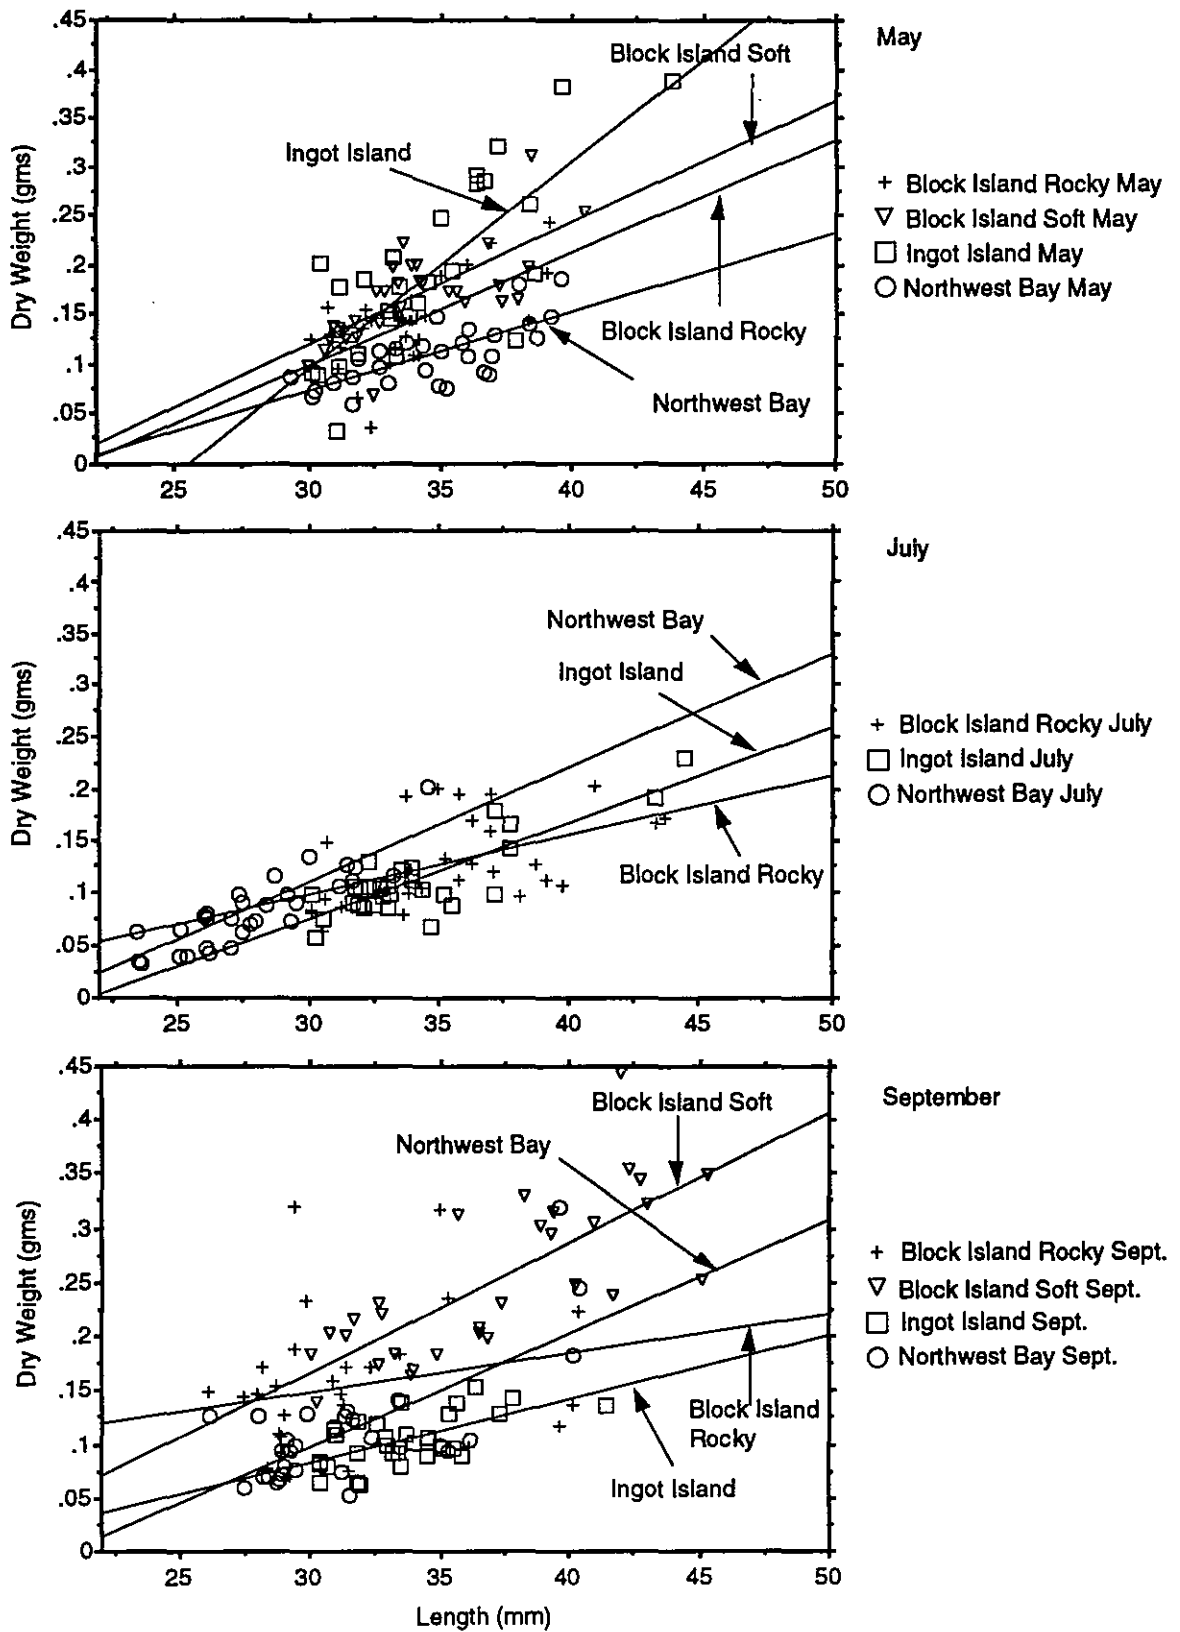 May
.45
.4
.35
.3
.25
.2
.15
.1
.05
0
Dry Weight (gms)
Block Island Soft
Ingot Island
Block Island Rocky
Northwest Bay
25 30 35 40 45 50
+ Block Island Rocky May
▽ Block Island Soft May
□ Ingot Island May
○ Northwest Bay May
July
.45
.4
.35
.3
.25
.2
.15
.1
.05
0
Dry Weight (gms)
Northwest Bay
Ingot Island
Block Island Rocky
25 30 35 40 45 50
+ Block Island Rocky July
□ Ingot Island July
○ Northwest Bay July
September
.45
.4
.35
.3
.25
.2
.15
.1
.05
0
Dry Weight (gms)
Block Island Soft
Northwest Bay
Block Island
Rocky
Ingot Island
25 30 35 40 45 50
Length (mm)
+ Block Island Rocky Sept.
▽ Block Island Soft Sept.
□ Ingot Island Sept.
○ Northwest Bay Sept.